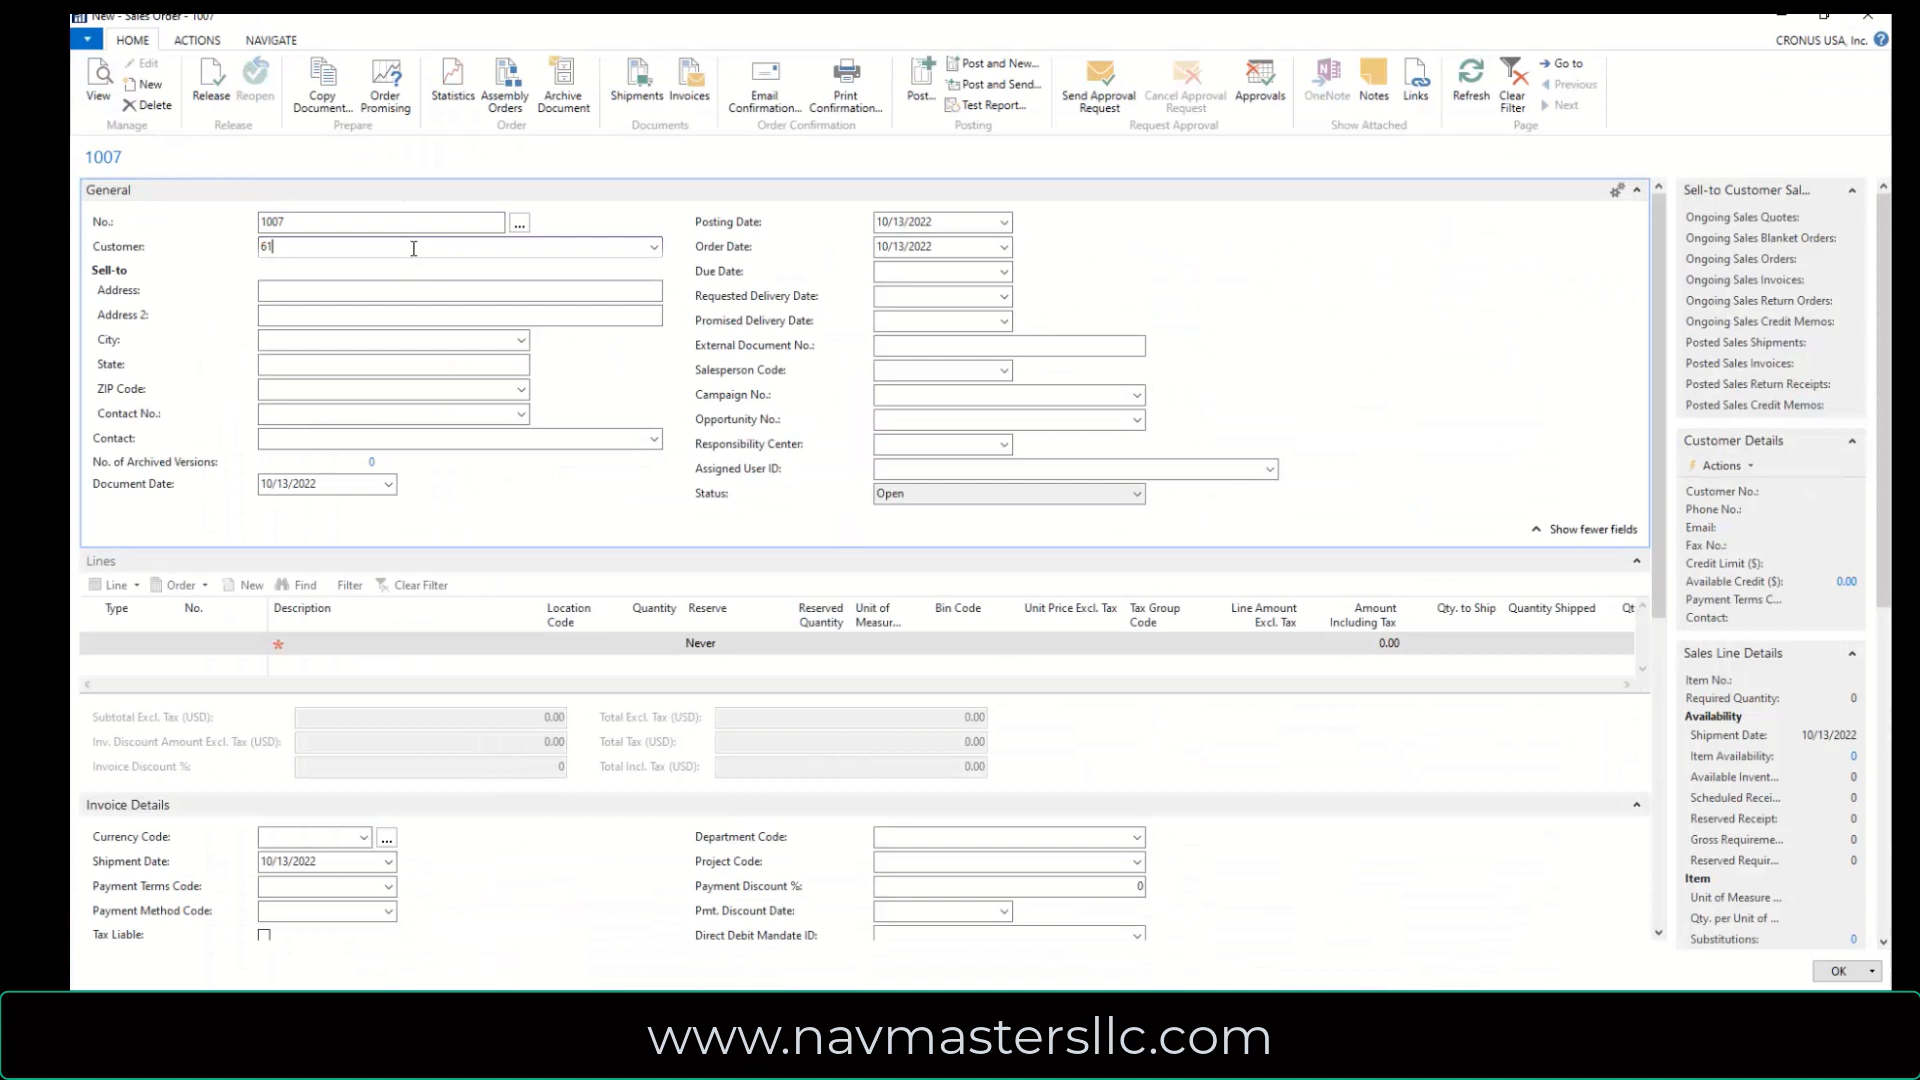 New - Sales Order - 1007
HOME ACTIONS NAVIGATE CRONUS USA, Inc.
View Edit New Delete Manage
Release Reopen Release
Copy Document... Order Promising Prepare
Statistics Assembly Orders Archive Document Order
Shipments Invoices Documents
Email Confirmation... Print Confirmation... Order Confirmation
Post... Post and New... Post and Send... Test Report... Posting
Send Approval Request Cancel Approval Request Approvals Request Approval
OneNote Notes Links Show Attached
Refresh Clear Filter Go to Previous Next Page
1007
General
No.: 1007 ...
Customer: 61
Sell-to
Address:
Address 2:
City:
State:
ZIP Code:
Contact No.:
Contact:
No. of Archived Versions: 0
Document Date: 10/13/2022
Posting Date: 10/13/2022
Order Date: 10/13/2022
Due Date:
Requested Delivery Date:
Promised Delivery Date:
External Document No.:
Salesperson Code:
Campaign No.:
Opportunity No.:
Responsibility Center:
Assigned User ID:
Status: Open
Show fewer fields
Lines
Line Order New Find Filter Clear Filter
Type No. Description Location Code Quantity Reserve Reserved Quantity Unit of Measur... Bin Code Unit Price Excl. Tax Tax Group Code Line Amount Excl. Tax Amount Including Tax Qty. to Ship Quantity Shipped Qt
* Never 0.00
Subtotal Excl. Tax (USD): 0.00 Total Excl. Tax (USD): 0.00
Inv. Discount Amount Excl. Tax (USD): 0.00 Total Tax (USD): 0.00
Invoice Discount %: 0 Total Incl. Tax (USD): 0.00
Invoice Details
Currency Code: ...
Shipment Date: 10/13/2022
Payment Terms Code:
Payment Method Code:
Tax Liable:
Department Code:
Project Code:
Payment Discount %: 0
Pmt. Discount Date:
Direct Debit Mandate ID:
Sell-to Customer Sal...
Ongoing Sales Quotes:
Ongoing Sales Blanket Orders:
Ongoing Sales Orders:
Ongoing Sales Invoices:
Ongoing Sales Return Orders:
Ongoing Sales Credit Memos:
Posted Sales Shipments:
Posted Sales Invoices:
Posted Sales Return Receipts:
Posted Sales Credit Memos:
Customer Details
Actions
Customer No.:
Phone No.:
Email:
Fax No.:
Credit Limit ($):
Available Credit ($): 0.00
Payment Terms C...
Contact:
Sales Line Details
Item No.:
Required Quantity: 0
Availability
Shipment Date: 10/13/2022
Item Availability: 0
Available Invent... 0
Scheduled Recei... 0
Reserved Receipt: 0
Gross Requireme... 0
Reserved Requir... 0
Item
Unit of Measure ...
Qty. per Unit of ...
Substitutions: 0
OK
www.navmastersllc.com